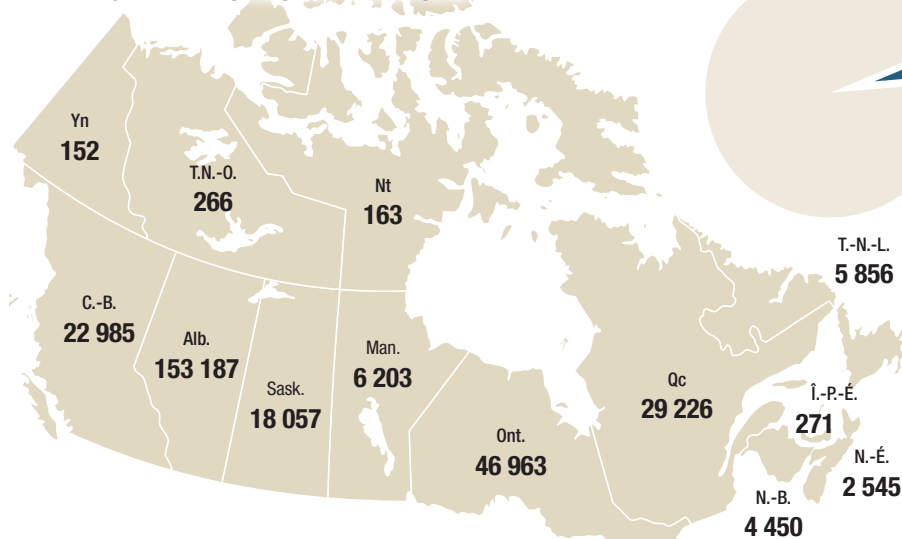 Yn
152
T.N.-O.
266
Nt
163
T.-N.-L.
5 856
C.-B.
22 985
Alb.
153 187
Sask.
18 057
Man.
6 203
Ont.
46 963
Qc
29 226
Î.-P.-É.
271
N.-É.
2 545
N.-B.
4 450